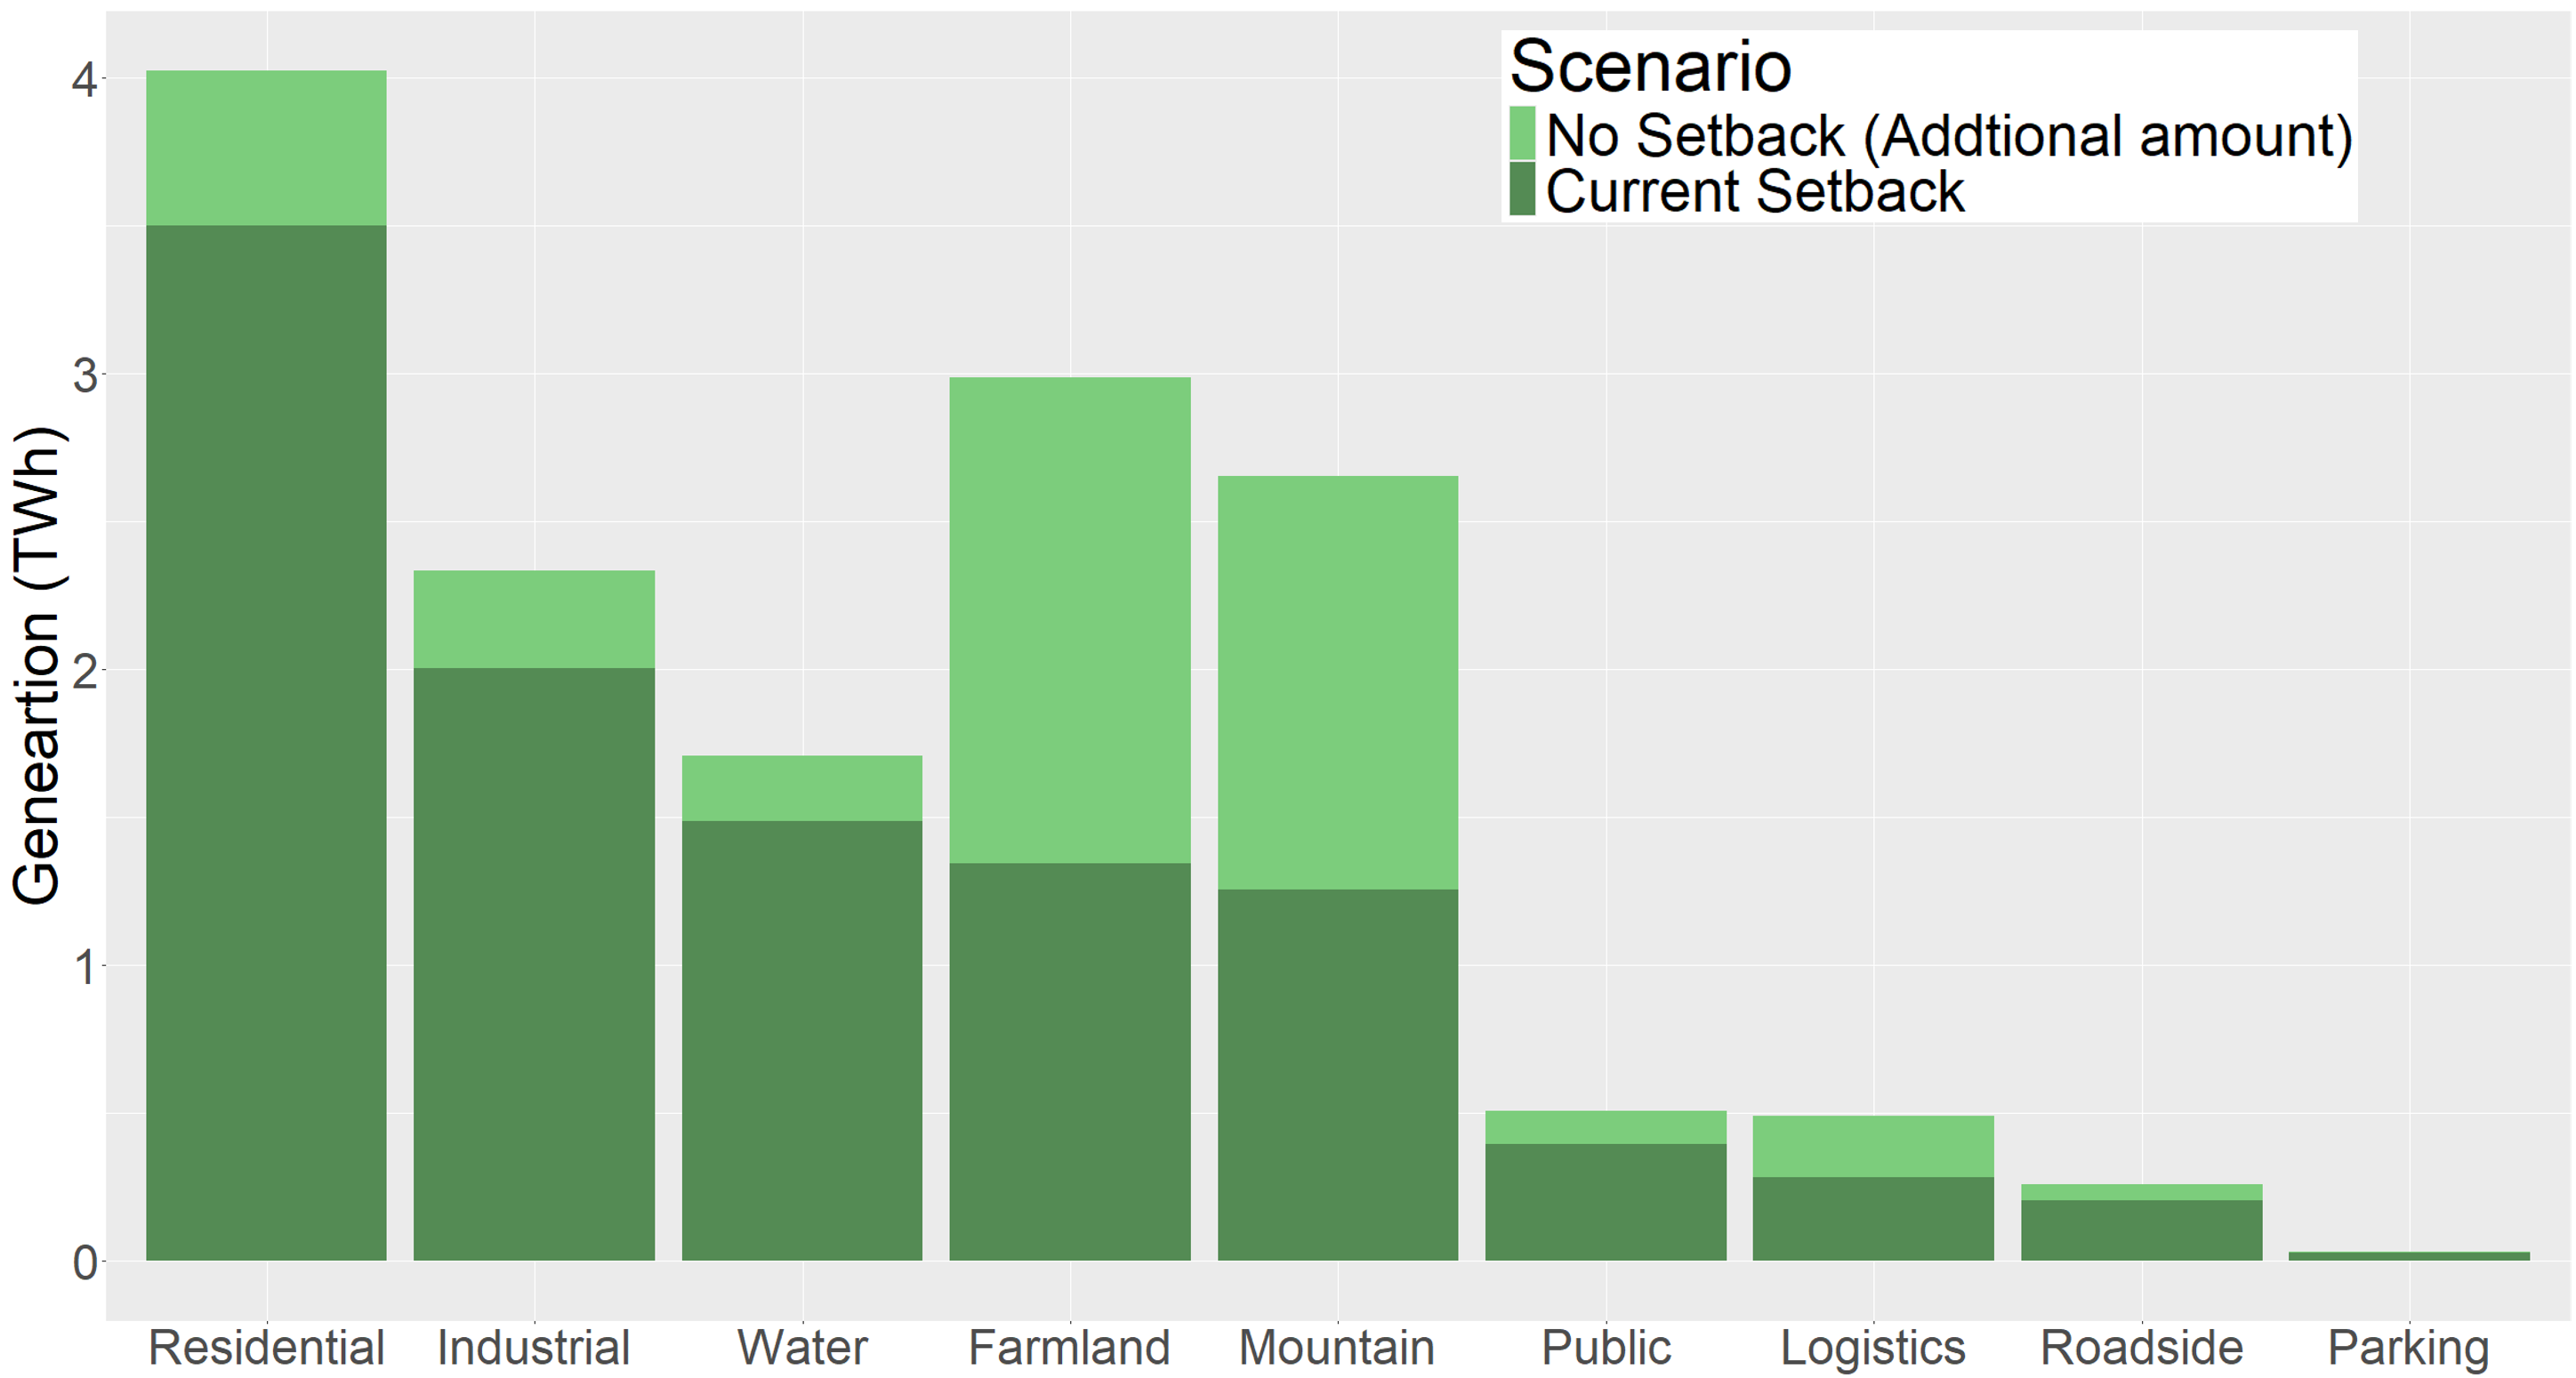 Scenario
No Setback (Addtional amount)
Current Setback
Geneartion (TWh)
4
3
2
1
0
Residential Industrial Water Farmland Mountain Public Logistics Roadside Parking